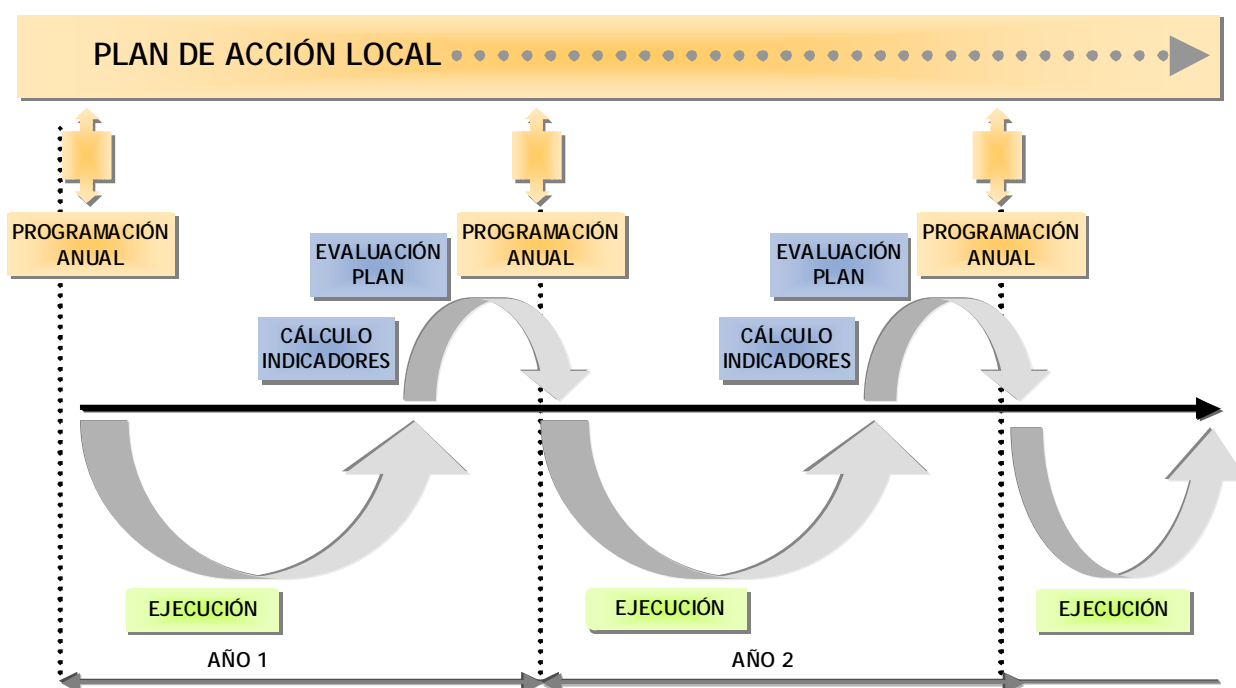 PLAN DE ACCIÓN LOCAL
PROGRAMACIÓN
ANUAL
EVALUACIÓN
PLAN
PROGRAMACIÓN
ANUAL
EVALUACIÓN
PLAN
PROGRAMACIÓN
ANUAL
CÁLCULO
INDICADORES
CÁLCULO
INDICADORES
EJECUCIÓN
EJECUCIÓN
EJECUCIÓN
AÑO 1
AÑO 2